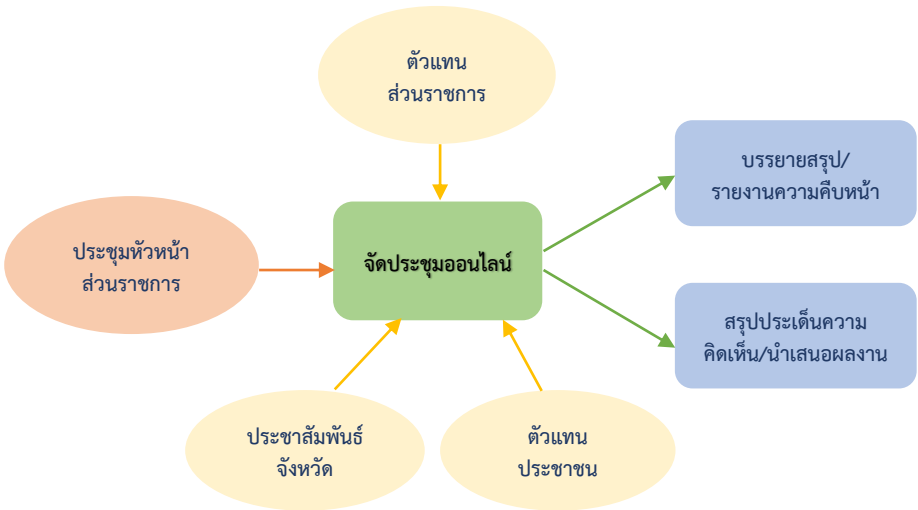 ตัวแทน
ส่วนราชการ
บรรยายสรุป/
รายงานความคืบหน้า
ประชุมหัวหน้า
ส่วนราชการ
จัดประชุมออนไลน์
สรุปประเด็นความ
คิดเห็น/นำเสนอผลงาน
ประชาสัมพันธ์
จังหวัด
ตัวแทน
ประชาชน